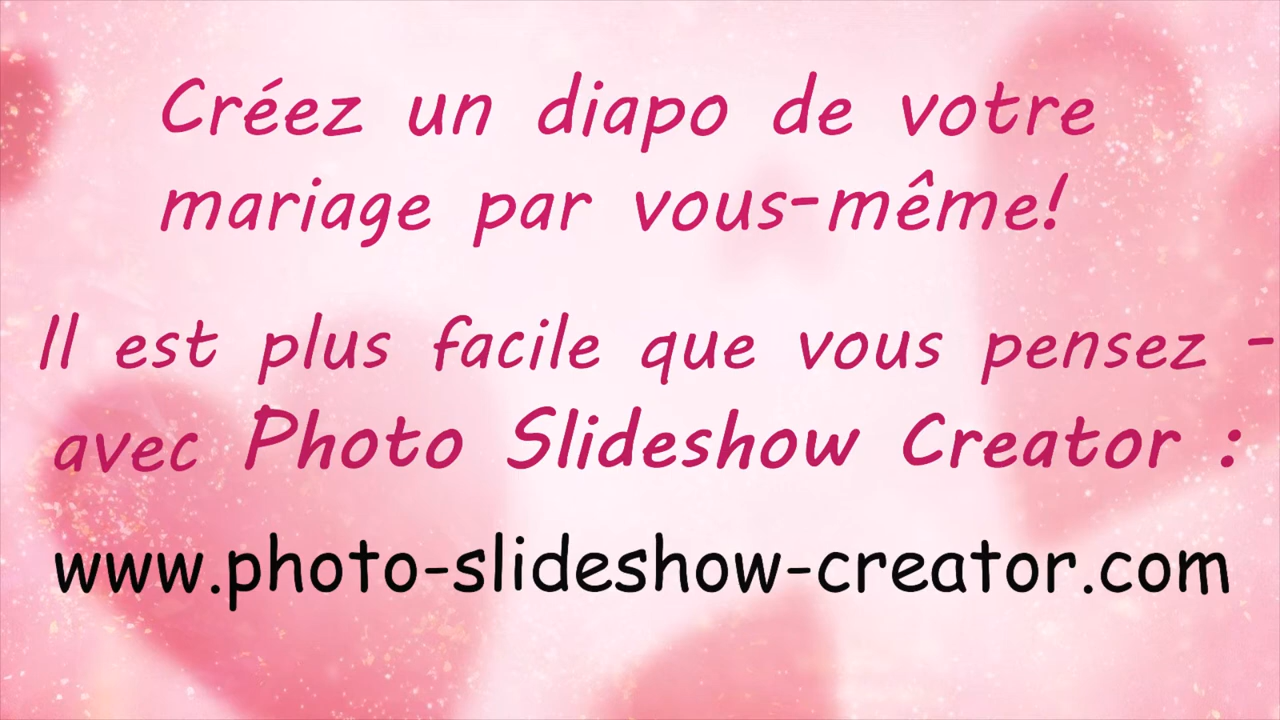 Créez un diapo de votre
mariage par vous-même!
Il est plus facile que vous pensez -
avec Photo Slideshow Creator :
www.photo-slideshow-creator.com